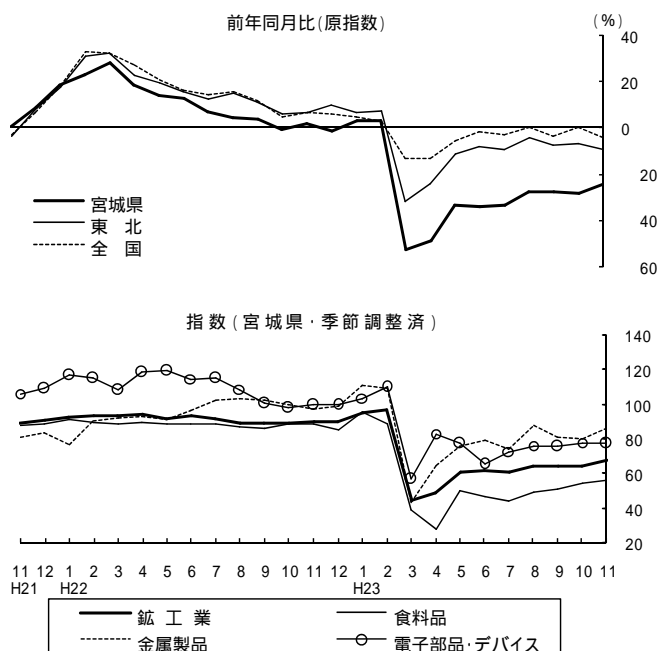 前年同月比(原指数)
(%)
40
20
0
20
40
60
宮城県
東 北
全 国
指数(宮城県・季節調整済)
140
120
100
80
60
40
20
11 12 1 2 3 4 5 6 7 8 9 10 11 12 1 2 3 4 5 6 7 8 9 10 11
H21 H22 H23
鉱 工 業 食料品
金属製品 電子部品・デバイス